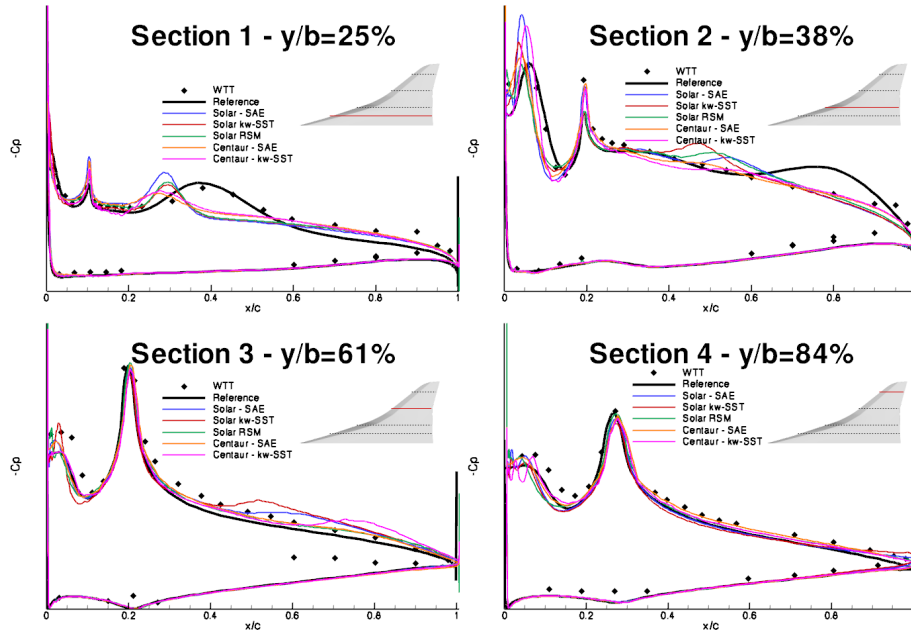 Section 1 - y/b=25%
WTT
Reference
Solar - SAE
Solar kw-SST
Solar RSM
Centaur - SAE
Centaur - kw-SST
-Cp
0 0.2 0.4 0.6 0.8 1
x/c
Section 2 - y/b=38%
WTT
Reference
Solar - SAE
Solar kw-SST
Solar RSM
Centaur - SAE
Centaur - kw-SST
-Cp
0 0.2 0.4 0.6 0.8
x/c
Section 3 - y/b=61%
WTT
Reference
Solar - SAE
Solar kw-SST
Solar RSM
Centaur - SAE
Centaur - kw-SST
-Cp
0 0.2 0.4 0.6 0.8 1
x/c
Section 4 - y/b=84%
WTT
Reference
Solar - SAE
Solar kw-SST
Solar RSM
Centaur - SAE
Centaur - kw-SST
-Cp
0 0.2 0.4 0.6 0.8
x/c